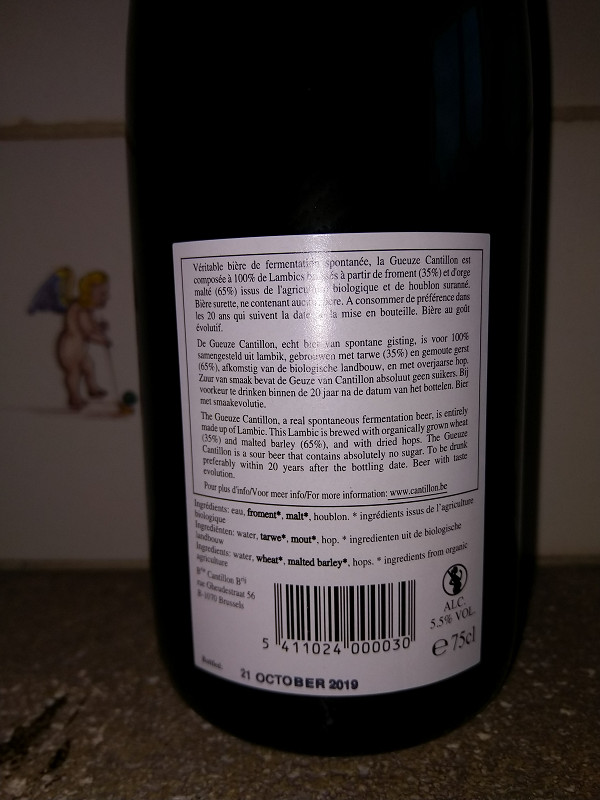 Véritable bière de fermentation spontanée, la Gueuze Cantillon est
composée à 100% de Lambics à partir de froment (35%) et d'orge
malté (65%) issus de l'agriculture biologique et de houblon suranné.
Bière surette, ne contenant aucun sucre. A consommer de préférence dans
les 20 ans qui suivent la date de la mise en bouteille. Bière au goût
évolutif.
De Gueuze Cantillon, echt bier van spontane gisting, is voor 100%
samengesteld uit lambik, gebrouwen met tarwe (35%) en gemoute gerst
(65%), afkomstig van de biologische landbouw, en met overjaarse hop.
Zuur van smaak bevat de Geuze van Cantillon absoluut geen suikers. Bij
voorkeur te drinken binnen de 20 jaar na de datum van het bottelen. Bier
met smaakevolutie.
The Gueuze Cantillon, a real spontaneous fermentation beer, is entirely
made up of Lambic. This Lambic is brewed with organically grown wheat
(35%) and malted barley (65%), and with dried hops. The Gueuze
Cantillon is a sour beer that contains absolutely no sugar. To be drunk
preferably within 20 years after the bottling date. Beer with taste
evolution.
Pour plus d'info/Voor meer info/For more information: www.cantillon.be
Ingrédients: eau, froment*, malt*, houblon. * ingrédients issus de l'agriculture
biologique
Ingrediënten: water, tarwe*, mout*, hop. * ingredienten uit de biologische
landbouw
Ingredients: water, wheat*, malted barley*, hops. * ingredients from organic
agriculture
Brie Cantillon Brij
rue Gheudestraat 56
B-1070 Brussels
ALC.
5.5% VOL.
e 75cl
5 411024 000030
Bottled:
21 OCTOBER 2019